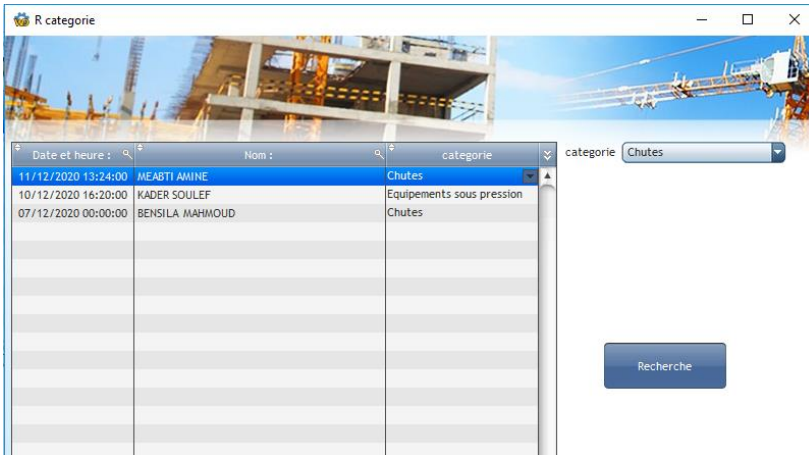 R categorie
Date et heure : Nom : categorie
categorie Chutes
11/12/2020 13:24:00 MEABTI AMINE Chutes
10/12/2020 16:20:00 KADER SOULEF Equipements sous pression
07/12/2020 00:00:00 BENSILA MAHMOUD Chutes
Recherche